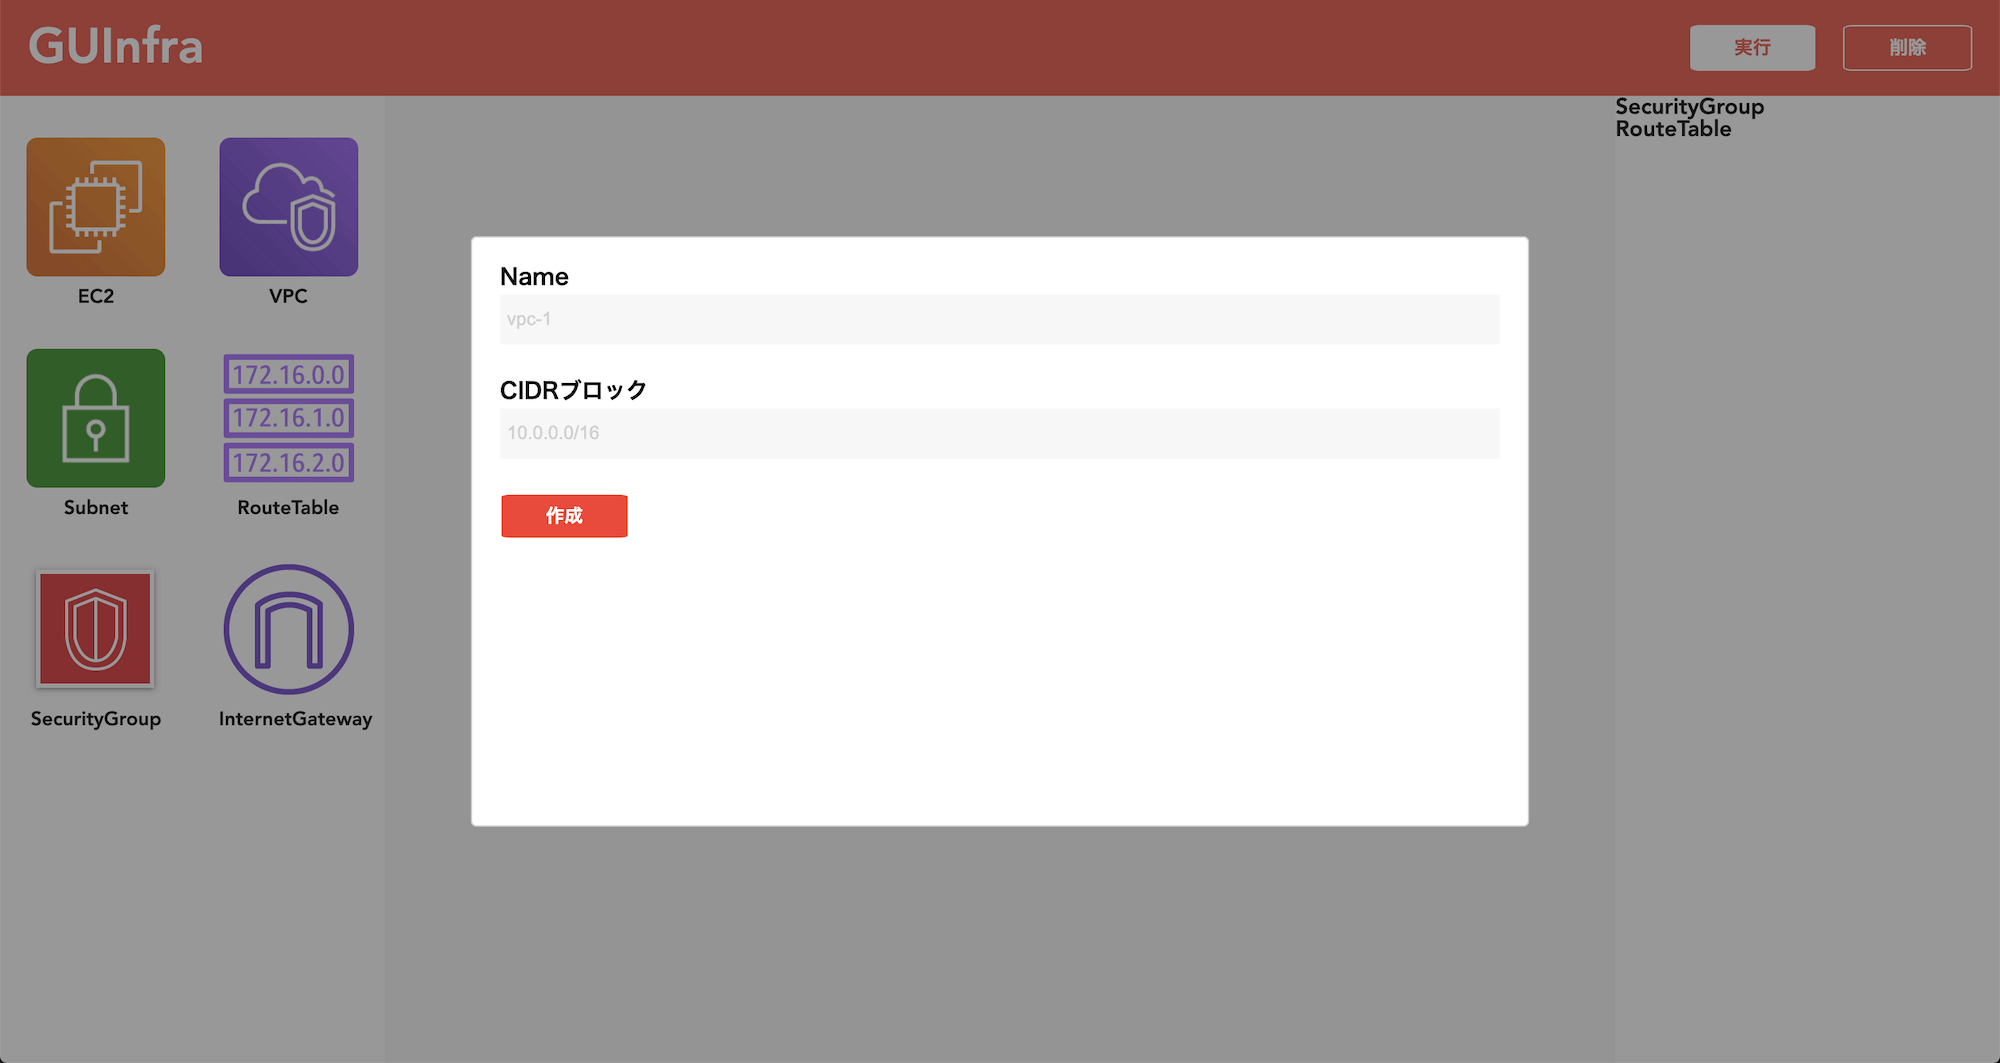 GUInfra
実行
削除
EC2
VPC
172.16.0.0
172.16.1.0
172.16.2.0
Subnet
RouteTable
SecurityGroup
InternetGateway
Name
vpc-1
CIDRブロック
10.0.0.0/16
作成
SecurityGroup
RouteTable